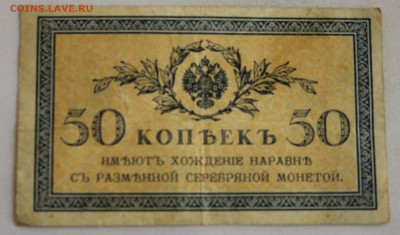 COINS.LAVE.RU
50 КОПѢЕКЪ 50
ИМѢЮТЪ ХОЖДЕНІЕ НАРАВНѢ
СЪ РАЗМѢННОЙ СЕРЕБРЯНОЙ МОНЕТОЙ.